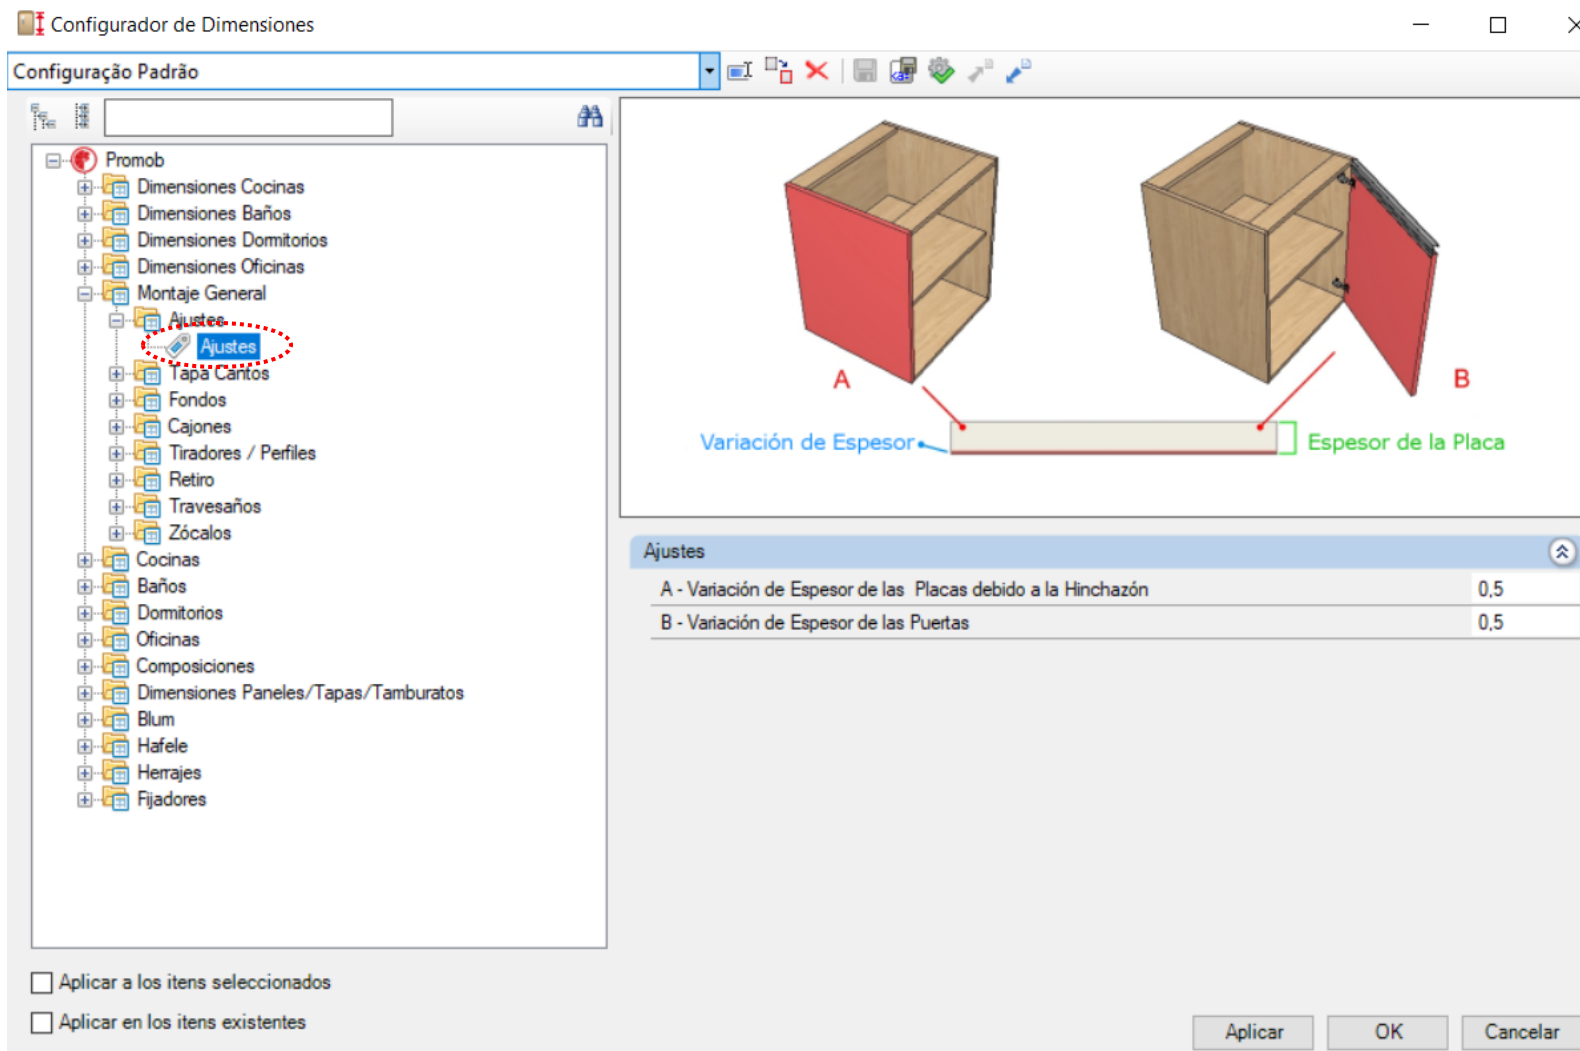 Configurador de Dimensiones
Configuração Padrão
Promob
Dimensiones Cocinas
Dimensiones Baños
Dimensiones Dormitorios
Dimensiones Oficinas
Montaje General
Ajustes
Ajustes
Tapa Cantos
Fondos
Cajones
Tiradores / Perfiles
Retiro
Travesaños
Zócalos
Cocinas
Baños
Dormitorios
Oficinas
Composiciones
Dimensiones Paneles/Tapas/Tamburatos
Blum
Hafele
Herrajes
Fijadores
Aplicar a los itens seleccionados
Aplicar en los itens existentes
A
B
Variación de Espesor
Espesor de la Placa
Ajustes
A - Variación de Espesor de las  Placas debido a la Hinchazón 0,5
B - Variación de Espesor de las Puertas 0,5
Aplicar OK Cancelar